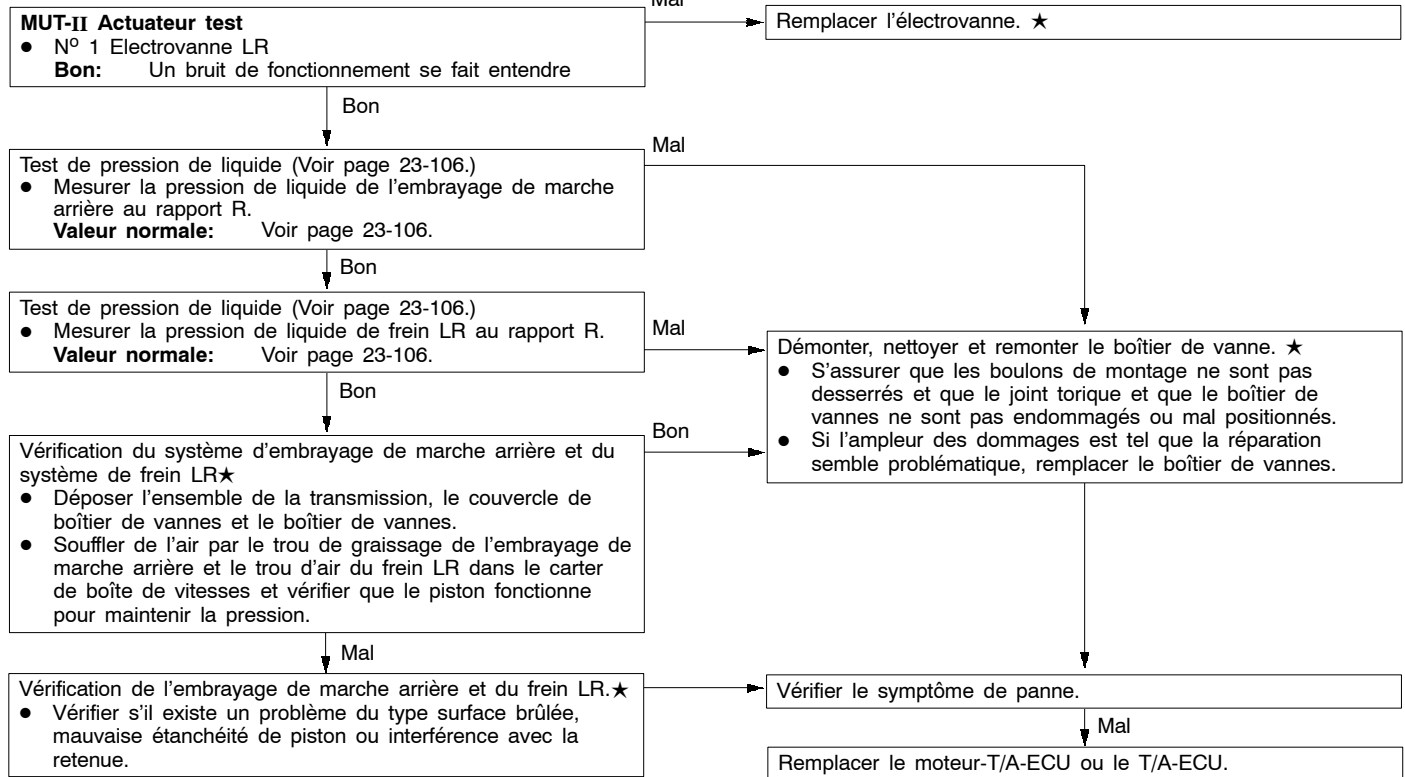 Mal
MUT-II Actuateur test
● Nº 1 Electrovanne LR
Bon: Un bruit de fonctionnement se fait entendre
Remplacer l'électrovanne. ★
Bon
Test de pression de liquide (Voir page 23-106.)
● Mesurer la pression de liquide de l'embrayage de marche
arrière au rapport R.
Valeur normale: Voir page 23-106.
Mal
Bon
Test de pression de liquide (Voir page 23-106.)
● Mesurer la pression de liquide de frein LR au rapport R.
Valeur normale: Voir page 23-106.
Mal
Bon
Démonter, nettoyer et remonter le boîtier de vanne. ★
● S'assurer que les boulons de montage ne sont pas
desserrés et que le joint torique et que le boîtier de
vannes ne sont pas endommagés ou mal positionnés.
● Si l'ampleur des dommages est tel que la réparation
semble problématique, remplacer le boîtier de vannes.
Vérification du système d'embrayage de marche arrière et du
système de frein LR★
● Déposer l'ensemble de la transmission, le couvercle de
boîtier de vannes et le boîtier de vannes.
● Souffler de l'air par le trou de graissage de l'embrayage de
marche arrière et le trou d'air du frein LR dans le carter
de boîte de vitesses et vérifier que le piston fonctionne
pour maintenir la pression.
Bon
Mal
Vérification de l'embrayage de marche arrière et du frein LR.★
● Vérifier s'il existe un problème du type surface brûlée,
mauvaise étanchéité de piston ou interférence avec la
retenue.
Vérifier le symptôme de panne.
Mal
Remplacer le moteur-T/A-ECU ou le T/A-ECU.